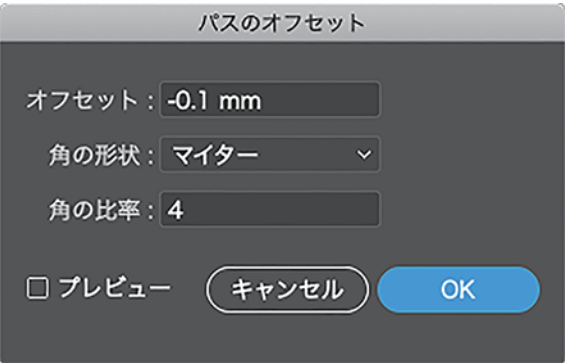 パスのオフセット
オフセット : -0.1 mm
角の形状 : マイター
角の比率 : 4
プレビュー キャンセル OK